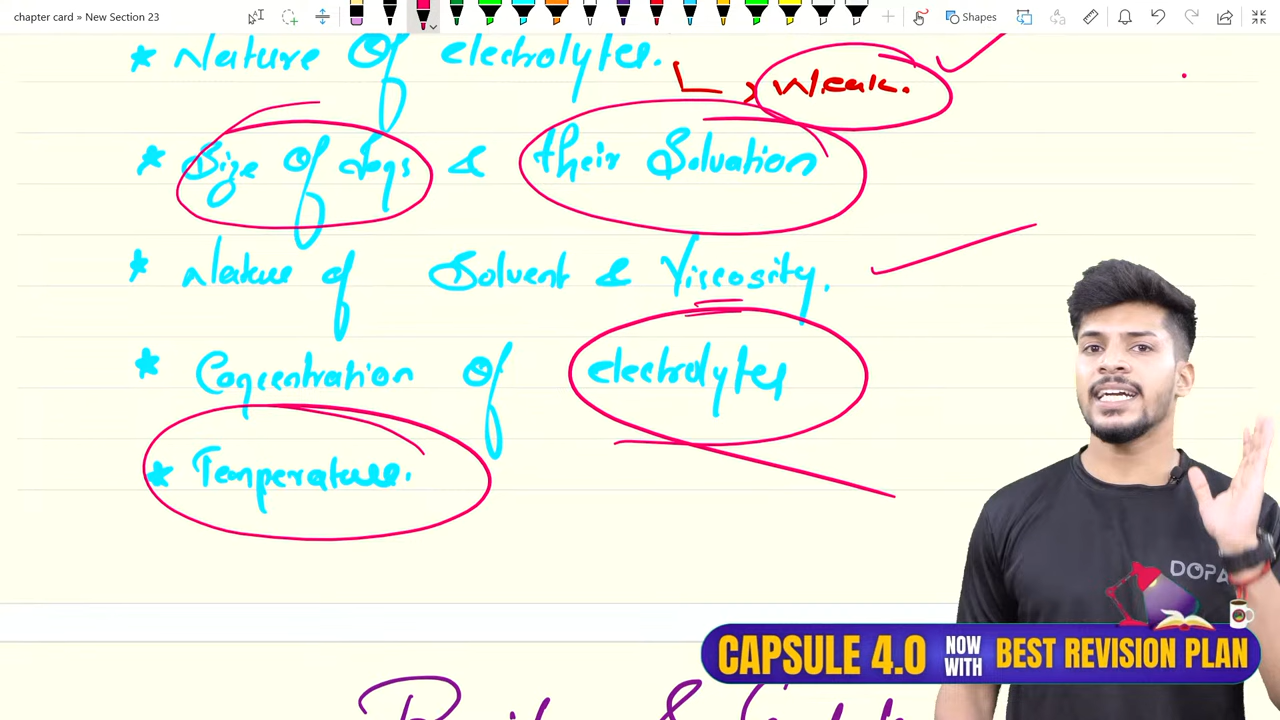 chapter card » New Section 23
Shapes
* Nature Of electrolytes.
Weak.
* Size Of Ions & their Solvation
* Nature of Solvent & Viscosity.
* Concentration Of electrolytes
* Temperature.
DOPA
CAPSULE 4.0 NOW WITH BEST REVISION PLAN
&